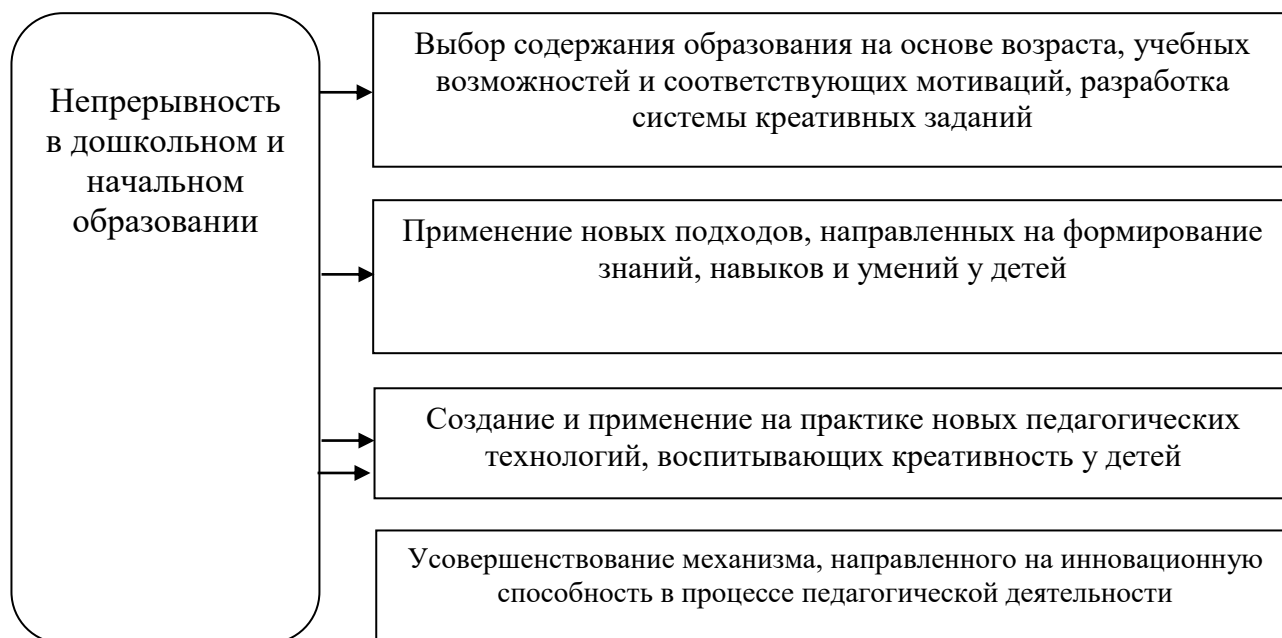 Непрерывность
в дошкольном и
начальном
образовании
Выбор содержания образования на основе возраста, учебных
возможностей и соответствующих мотиваций, разработка
системы креативных заданий
Применение новых подходов, направленных на формирование
знаний, навыков и умений у детей
Создание и применение на практике новых педагогических
технологий, воспитывающих креативность у детей
Усовершенствование механизма, направленного на инновационную
способность в процессе педагогической деятельности